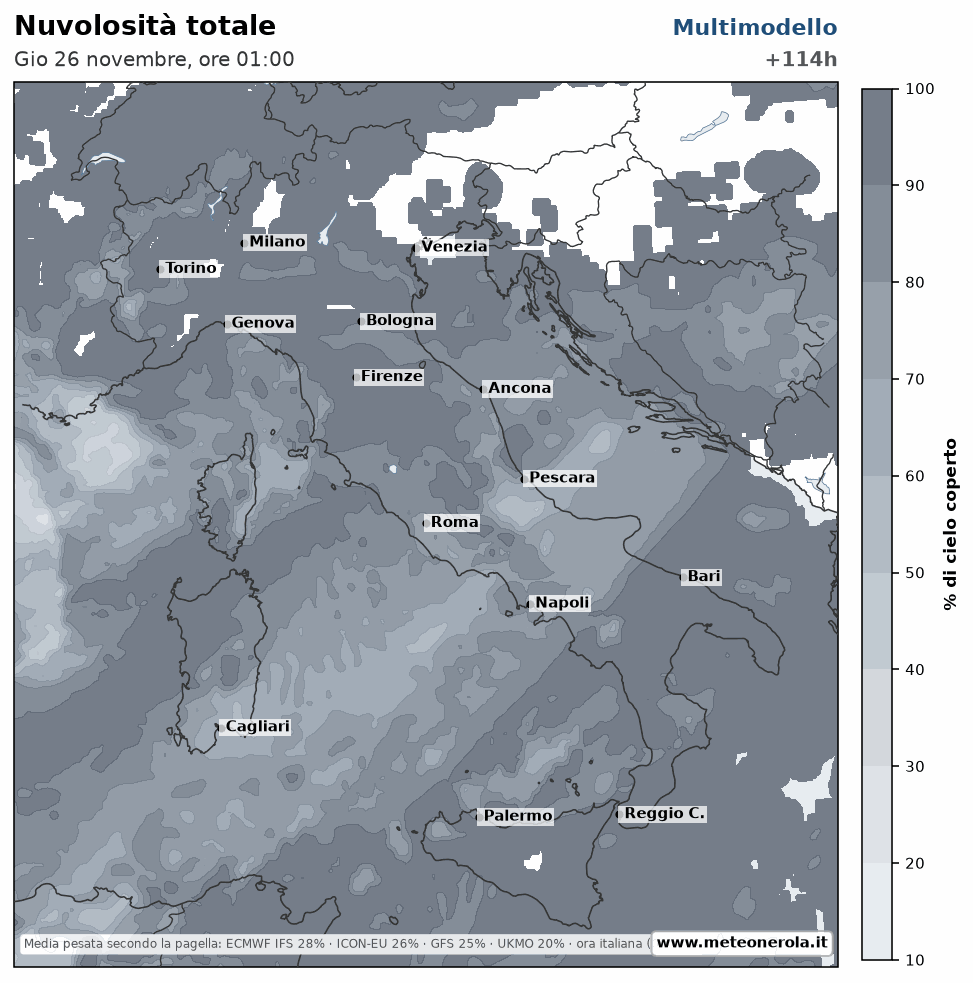 Nuvolosità totale
Multimodello
Gio 26 novembre, ore 01:00
+114h
Milano
Venezia
Torino
Genova
Bologna
Firenze
Ancona
Pescara
Roma
Bari
Napoli
Cagliari
Palermo
Reggio C.
100
90
80
70
60
50
40
30
20
10
% di cielo coperto
Media pesata secondo la pagella: ECMWF IFS 28% · ICON-EU 26% · GFS 25% · UKMO 20% · ora italiana (
www.meteonerola.it